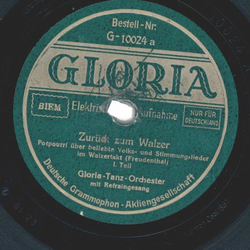 Bestell-Nr.
G-10024 a
GLORIA
BIEM
Elektrische Aufnahme
NUR FÜR
DEUTSCHLAND
Zurück zum Walzer
Potpourri über beliebte Volks- und Stimmungslieder
im Walzertakt (Freudenthal)
I. Teil
Gloria-Tanz-Orchester
mit Refraingesang
Deutsche Grammophon-Aktiengesellschaft